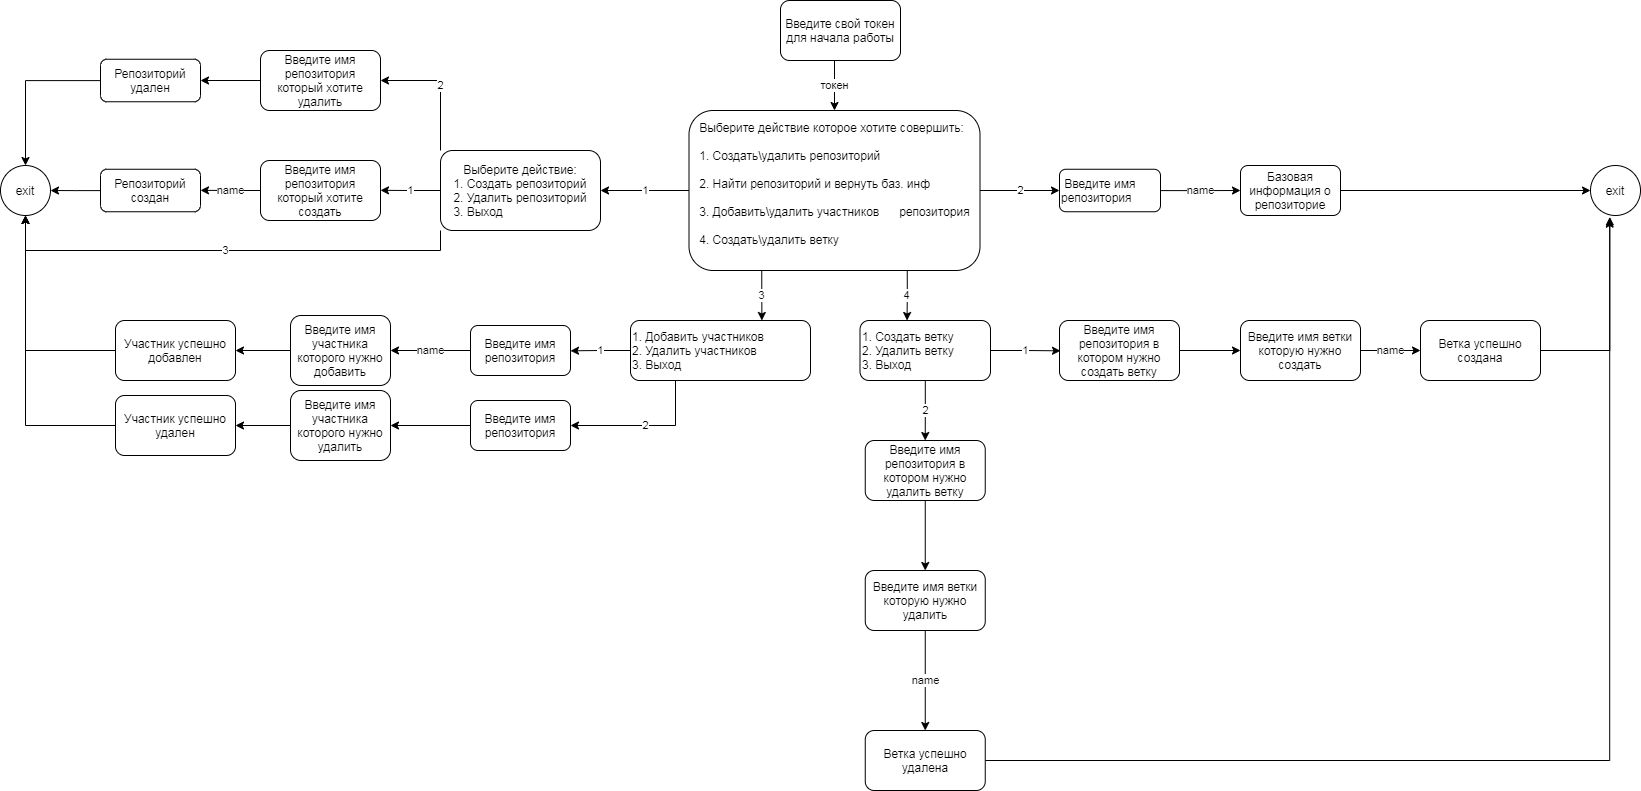 Введите свой токен
для начала работы
токен
Выберите действие которое хотите совершить:
1. Создать\удалить репозиторий
2. Найти репозиторий и вернуть баз. инф
3. Добавить\удалить участников репозитория
4. Создать\удалить ветку
1
Выберите действие:
1. Создать репозиторий
2. Удалить репозиторий
3. Выход
2
Введите имя
репозитория
который хотите
удалить
Репозиторий
удален
1
Введите имя
репозитория
который хотите
создать
name
Репозиторий
создан
exit
3
2
Введите имя
репозитория
name
Базовая
информация о
репозиторие
exit
3
1. Добавить участников
2. Удалить участников
3. Выход
1
Введите имя
репозитория
name
Введите имя
участника
которого нужно
добавить
Участник успешно
добавлен
2
Введите имя
репозитория
Введите имя
участника
которого нужно
удалить
Участник успешно
удален
4
1. Создать ветку
2. Удалить ветку
3. Выход
1
Введите имя
репозитория в
котором нужно
создать ветку
Введите имя ветки
которую нужно
создать
name
Ветка успешно
создана
2
Введите имя
репозитория в
котором нужно
удалить ветку
Введите имя ветки
которую нужно
удалить
name
Ветка успешно
удалена